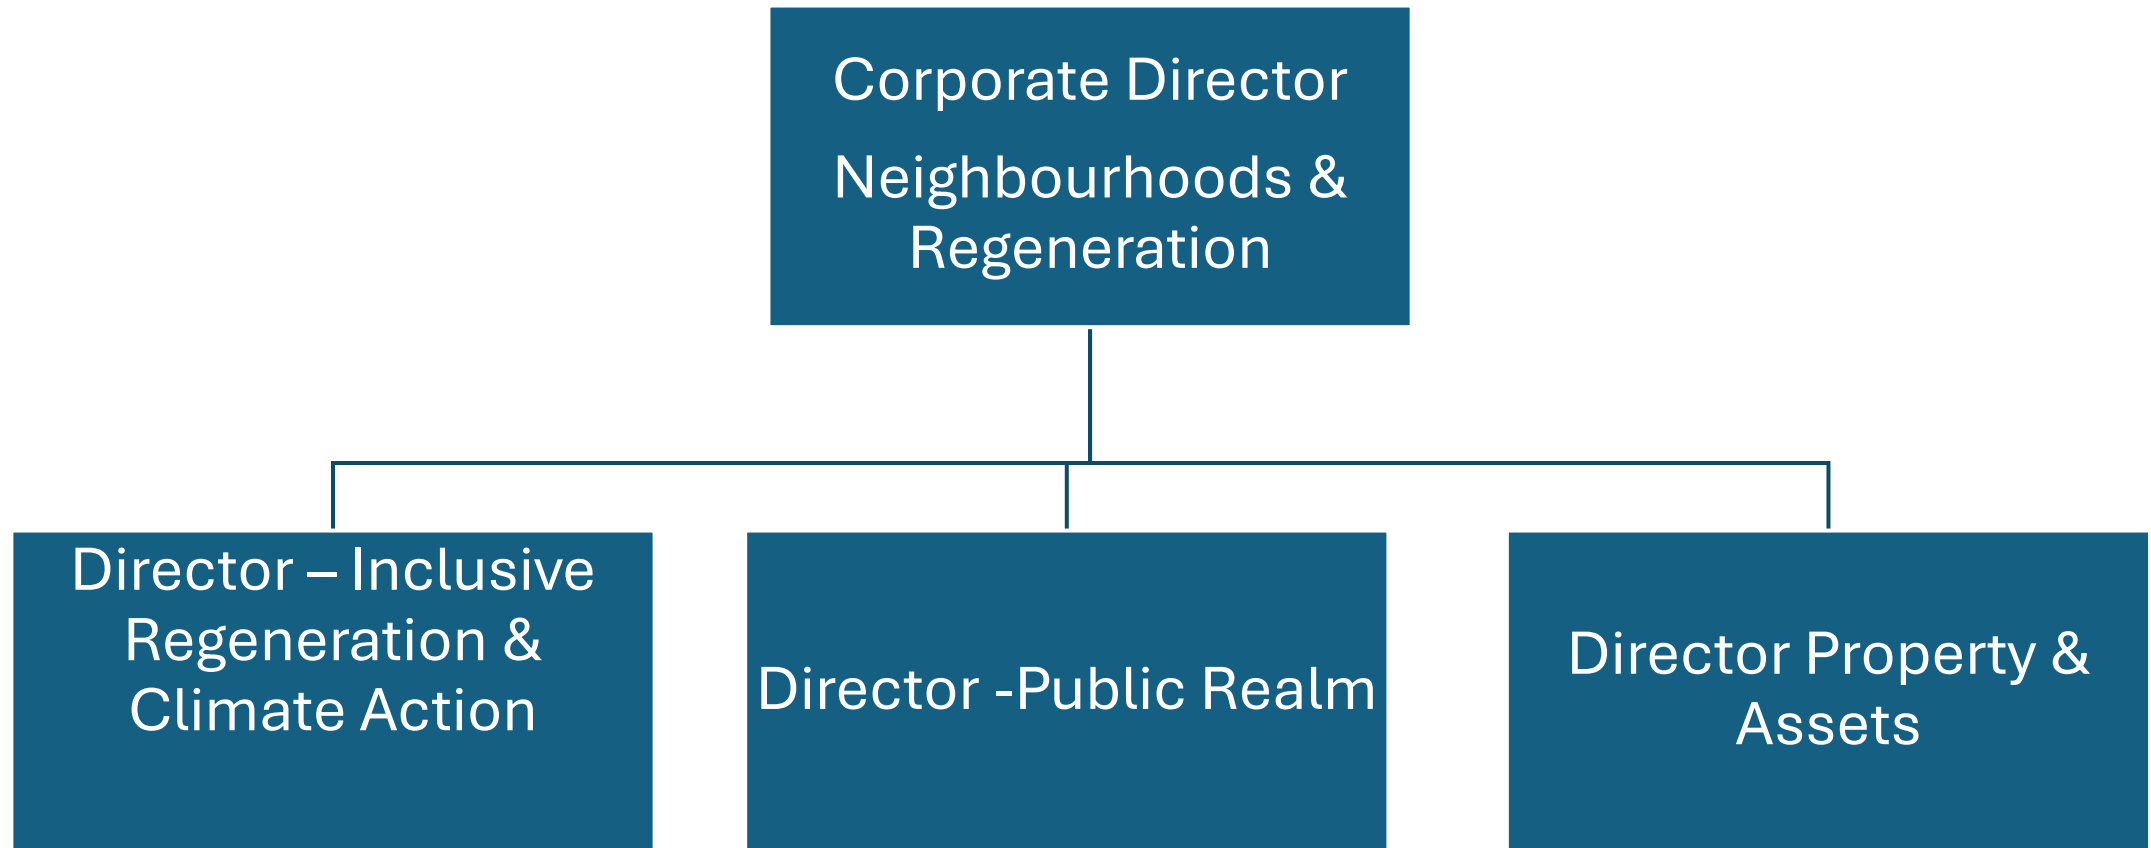 Corporate Director
Neighbourhoods &
Regeneration
Director – Inclusive
Regeneration &
Climate Action
Director -Public Realm
Director Property &
Assets